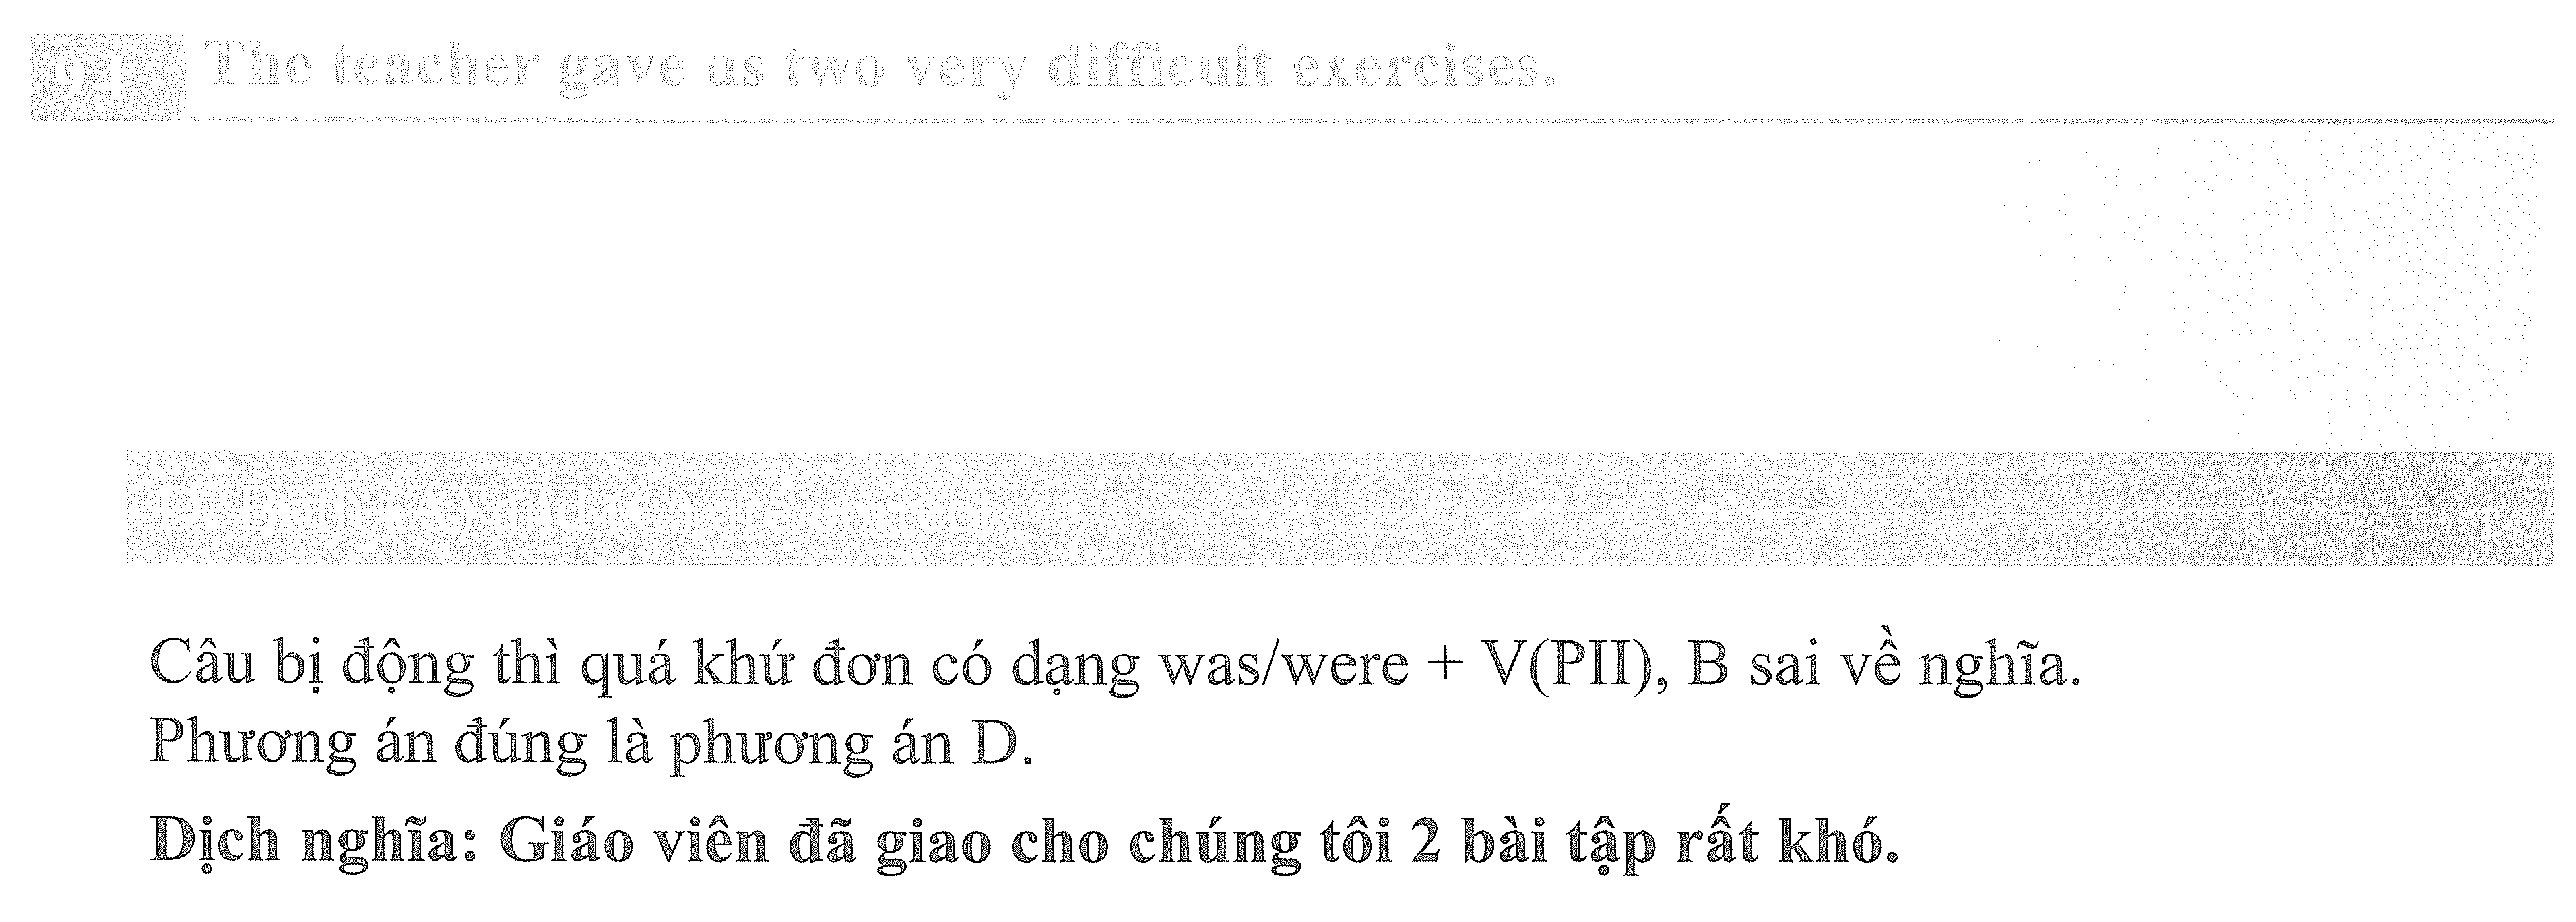 94 The teacher gave us two very difficult exercises.
D. Both (A) and (C) are correct.
Câu bị động thì quá khứ đơn có dạng was/were + V(PII), B sai về nghĩa.
Phương án đúng là phương án D.
Dịch nghĩa: Giáo viên đã giao cho chúng tôi 2 bài tập rất khó.